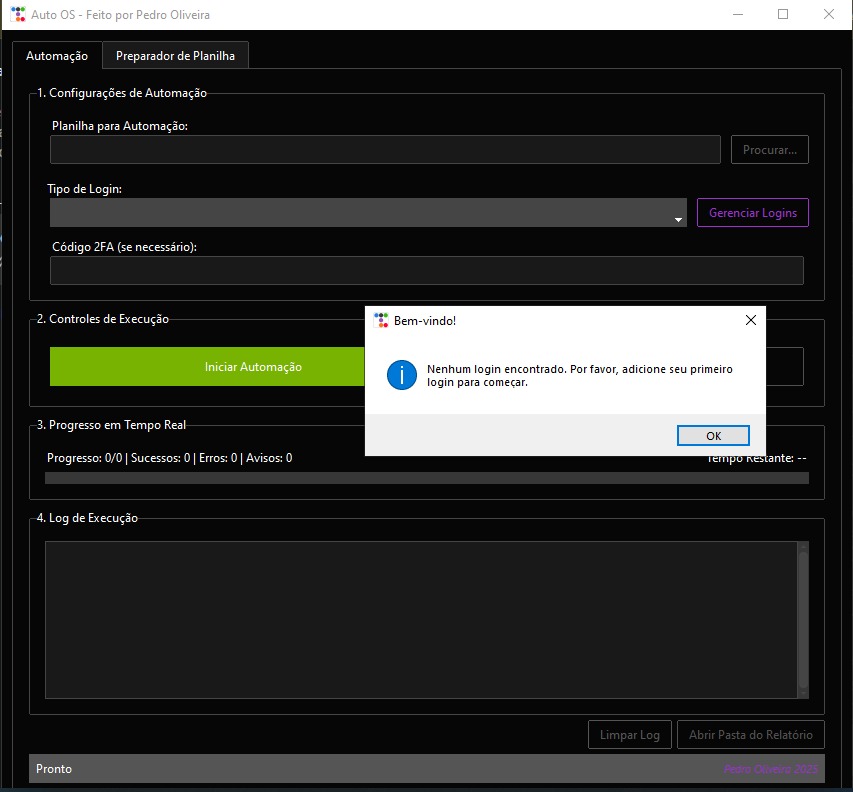 Auto OS - Feito por Pedro Oliveira
Automação
Preparador de Planilha
1. Configurações de Automação
Planilha para Automação:
Procurar...
Tipo de Login:
Gerenciar Logins
Código 2FA (se necessário):
2. Controles de Execução
Iniciar Automação
Bem-vindo!
Nenhum login encontrado. Por favor, adicione seu primeiro
login para começar.
OK
3. Progresso em Tempo Real
Progresso: 0/0 | Sucessos: 0 | Erros: 0 | Avisos: 0
Tempo Restante: --
4. Log de Execução
Limpar Log
Abrir Pasta do Relatório
Pronto
Pedro Oliveira 2025